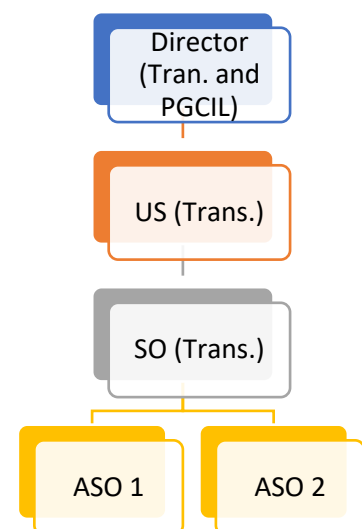 Director
(Tran. and
PGCIL)
US (Trans.)
SO (Trans.)
ASO 1
ASO 2